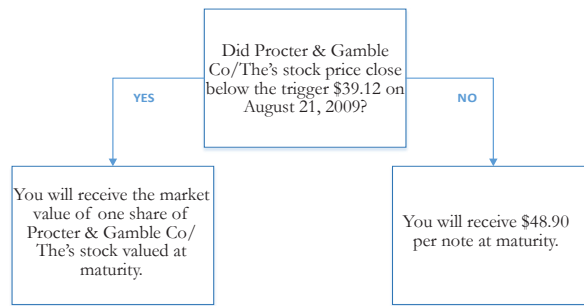 Did Procter & Gamble
Co/The's stock price close
below the trigger $39.12 on
August 21, 2009?
YES
NO
You will receive the market
value of one share of
Procter & Gamble Co/
The's stock valued at
maturity.
You will receive $48.90
per note at maturity.